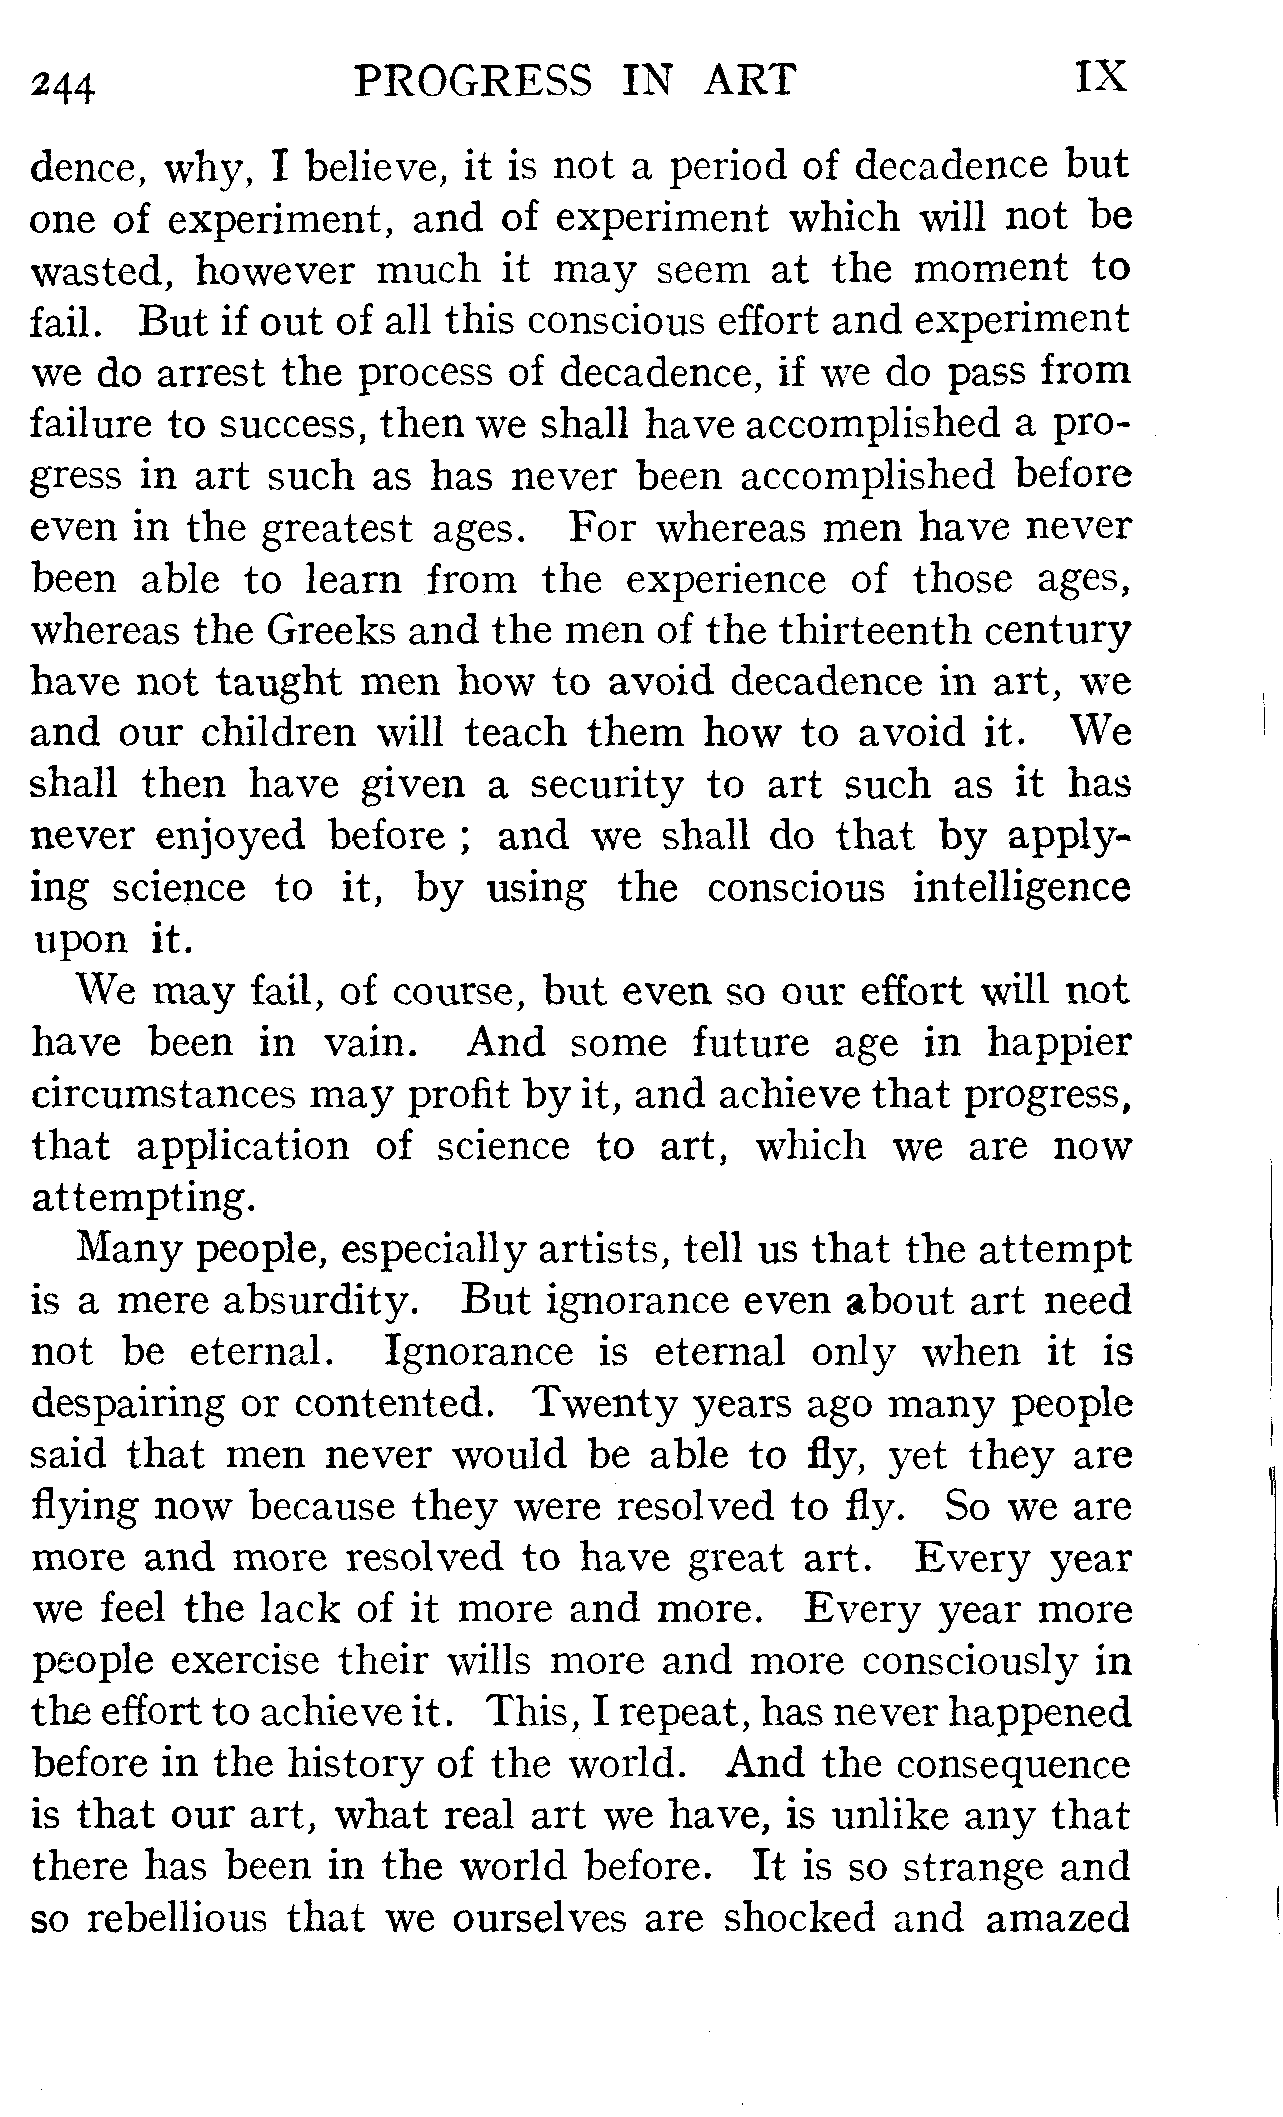 244 PROGRESS IN ART IX
dence, why, I believe, it is not a period of decadence but
one of experiment, and of experiment which will not be
wasted, however much it may seem at the moment to
fail. But if out of all this conscious effort and experiment
we do arrest the process of decadence, if we do pass from
failure to success, then we shall have accomplished a pro-
gress in art such as has never been accomplished before
even in the greatest ages. For whereas men have never
been able to learn from the experience of those ages,
whereas the Greeks and the men of the thirteenth century
have not taught men how to avoid decadence in art, we
and our children will teach them how to avoid it. We
shall then have given a security to art such as it has
never enjoyed before ; and we shall do that by apply-
ing science to it, by using the conscious intelligence
upon it.
We may fail, of course, but even so our effort will not
have been in vain. And some future age in happier
circumstances may profit by it, and achieve that progress,
that application of science to art, which we are now
attempting.
Many people, especially artists, tell us that the attempt
is a mere absurdity. But ignorance even about art need
not be eternal. Ignorance is eternal only when it is
despairing or contented. Twenty years ago many people
said that men never would be able to fly, yet they are
flying now because they were resolved to fly. So we are
more and more resolved to have great art. Every year
we feel the lack of it more and more. Every year more
people exercise their wills more and more consciously in
the effort to achieve it. This, I repeat, has never happened
before in the history of the world. And the consequence
is that our art, what real art we have, is unlike any that
there has been in the world before. It is so strange and
so rebellious that we ourselves are shocked and amazed